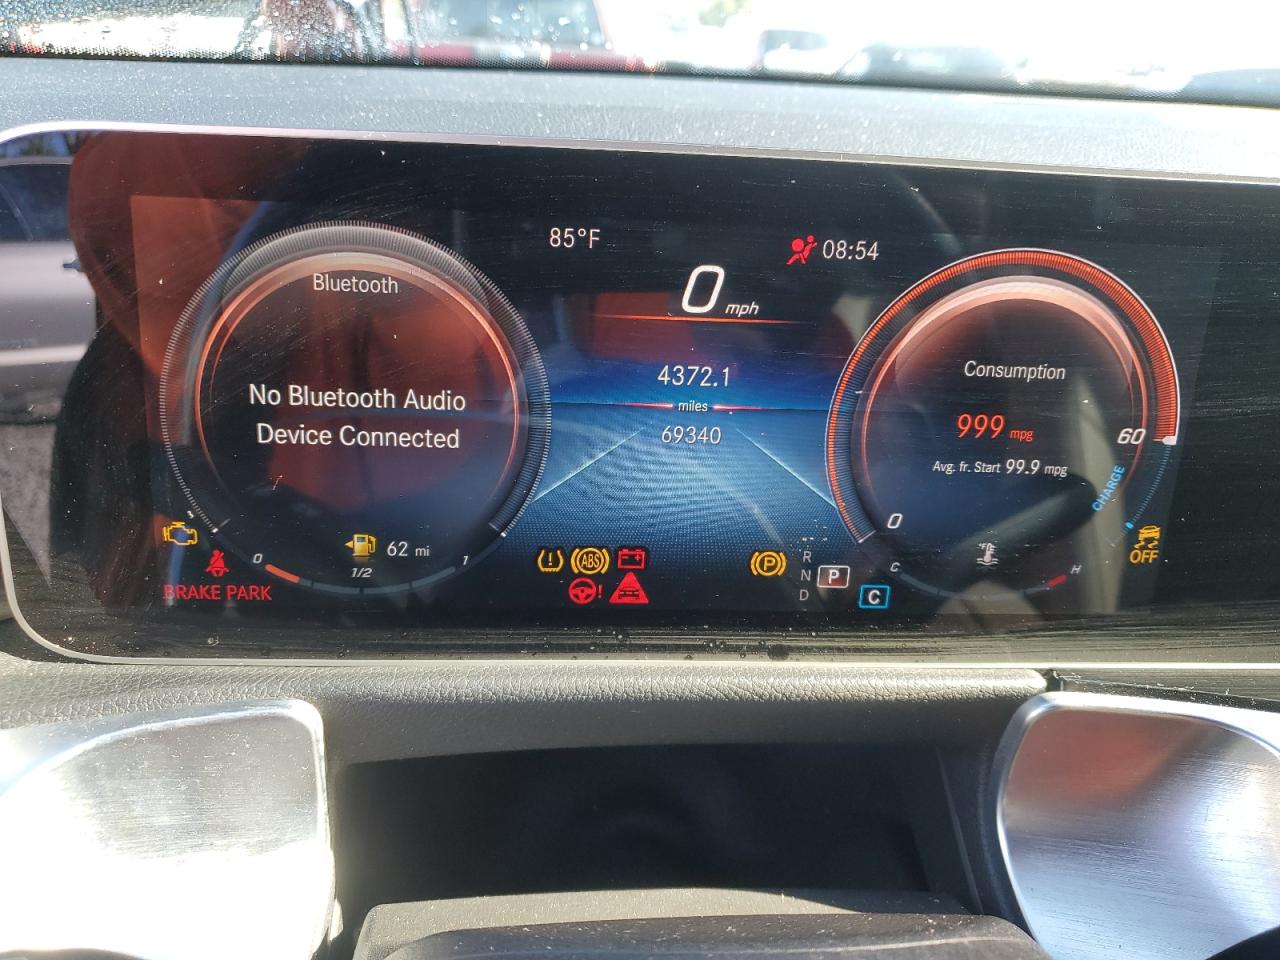 85°F
08:54
Bluetooth
0 mph
No Bluetooth Audio
Device Connected
4372.1
miles
69340
Consumption
999 mpg
Avg. fr. Start 99.9 mpg
60
CHARGE
0
BRAKE PARK
0
1/2
62 mi
1
ABS
P
R
N
D
P
C
C
H
OFF